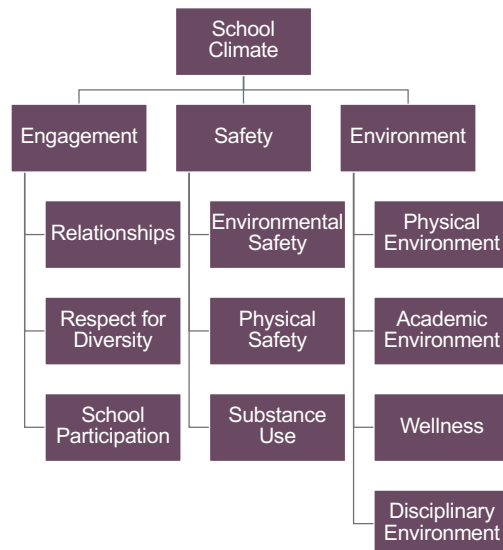 School
Climate
Engagement
Safety
Environment
Relationships
Environmental
Safety
Physical
Environment
Respect for
Diversity
Physical
Safety
Academic
Environment
School
Participation
Substance
Use
Wellness
Disciplinary
Environment